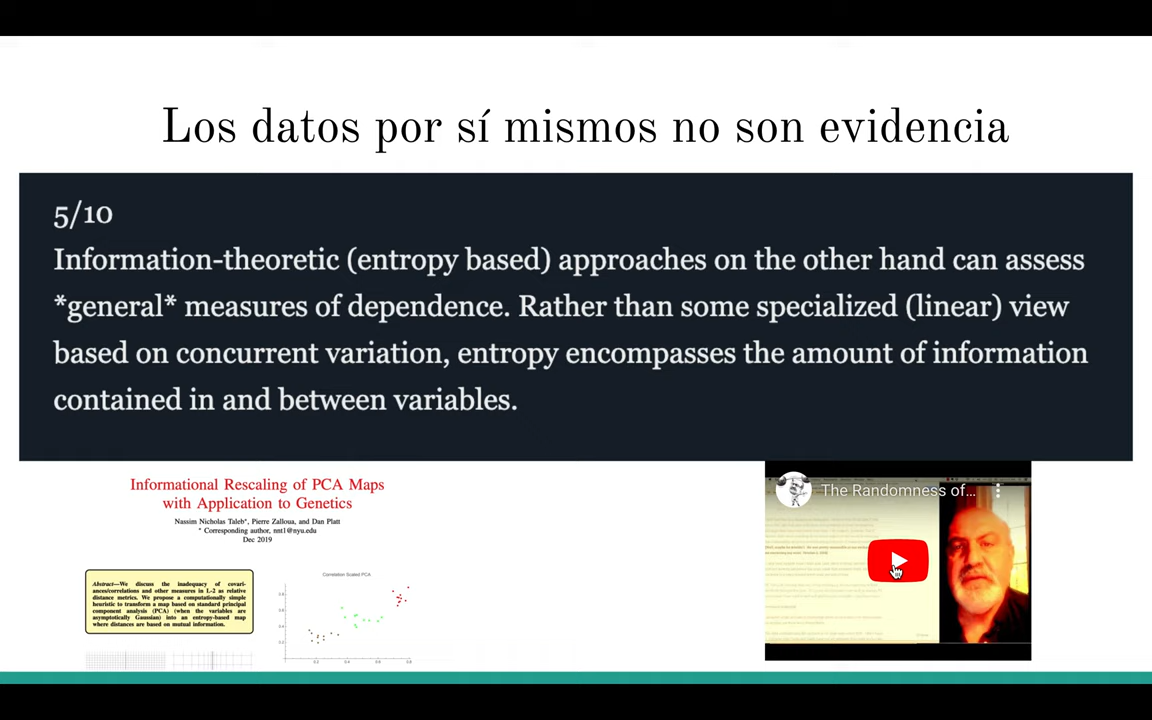 Los datos por sí mismos no son evidencia
5/10
Information-theoretic (entropy based) approaches on the other hand can assess
*general* measures of dependence. Rather than some specialized (linear) view
based on concurrent variation, entropy encompasses the amount of information
contained in and between variables.
Informational Rescaling of PCA Maps
with Application to Genetics
Nassim Nicholas Taleb*, Pierre Zalloua, and Dan Platt
* Corresponding author, nnt1@nyu.edu
Dec 2019
Abstract—We discuss the inadequacy of covari-
ances/correlations and other measures in L-2 as relative
distance metrics. We propose a computationally simple
heuristic to transform a map based on standard principal
component analysis (PCA) (when the variables are
asymptotically Gaussian) into an entropy-based map
where distances are based on mutual information.
Correlation Scaled PCA
The Randomness of...